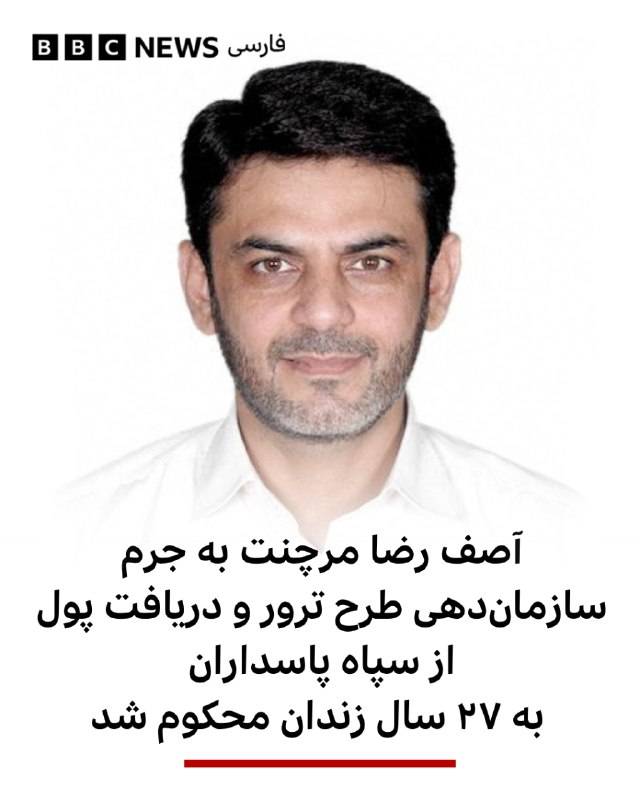 BBC NEWS فارسی
آصف رضا مرچنت به جرم
سازمان‌دهی طرح ترور و دریافت پول
از سپاه پاسداران
به ۲۷ سال زندان محکوم شد